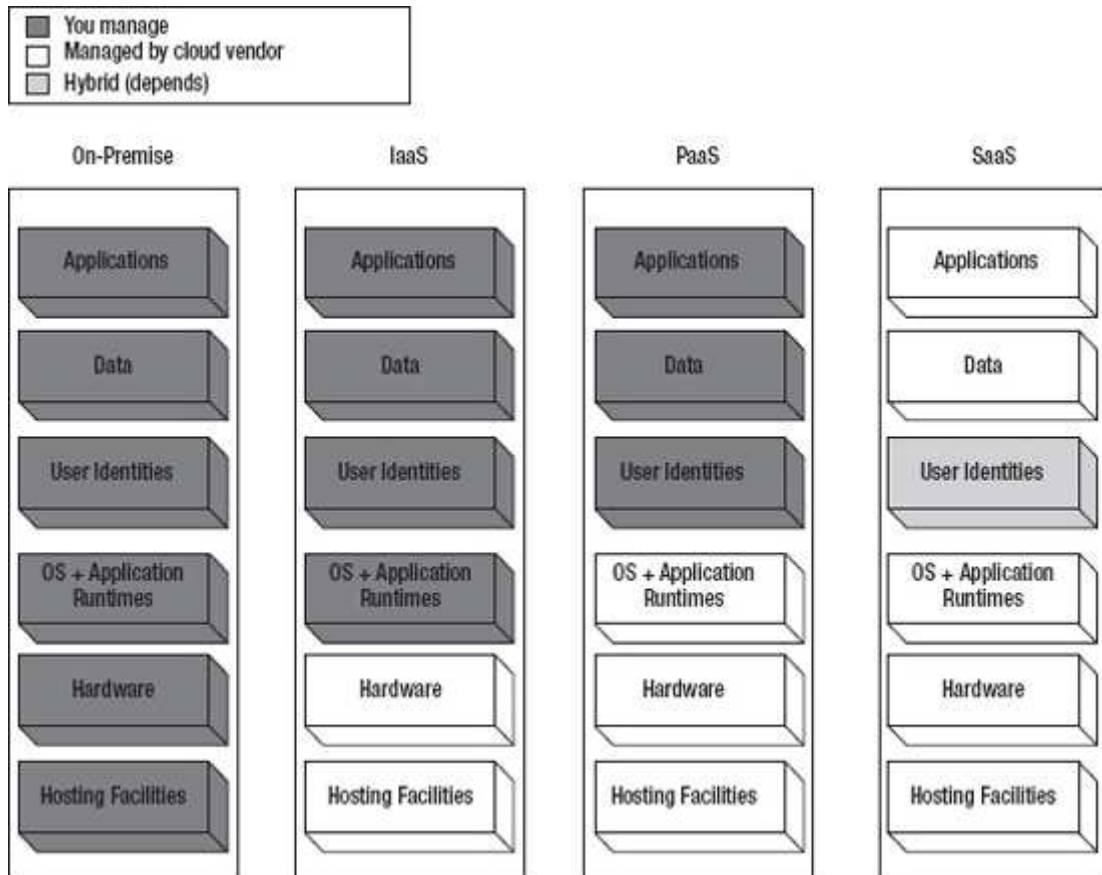 You manage
Managed by cloud vendor
Hybrid (depends)
On-Premise
IaaS
PaaS
SaaS
Applications
Applications
Applications
Applications
Data
Data
Data
Data
User Identities
User Identities
User Identities
User Identities
OS + Application
Runtimes
OS + Application
Runtimes
OS + Application
Runtimes
OS + Application
Runtimes
Hardware
Hardware
Hardware
Hardware
Hosting Facilities
Hosting Facilities
Hosting Facilities
Hosting Facilities